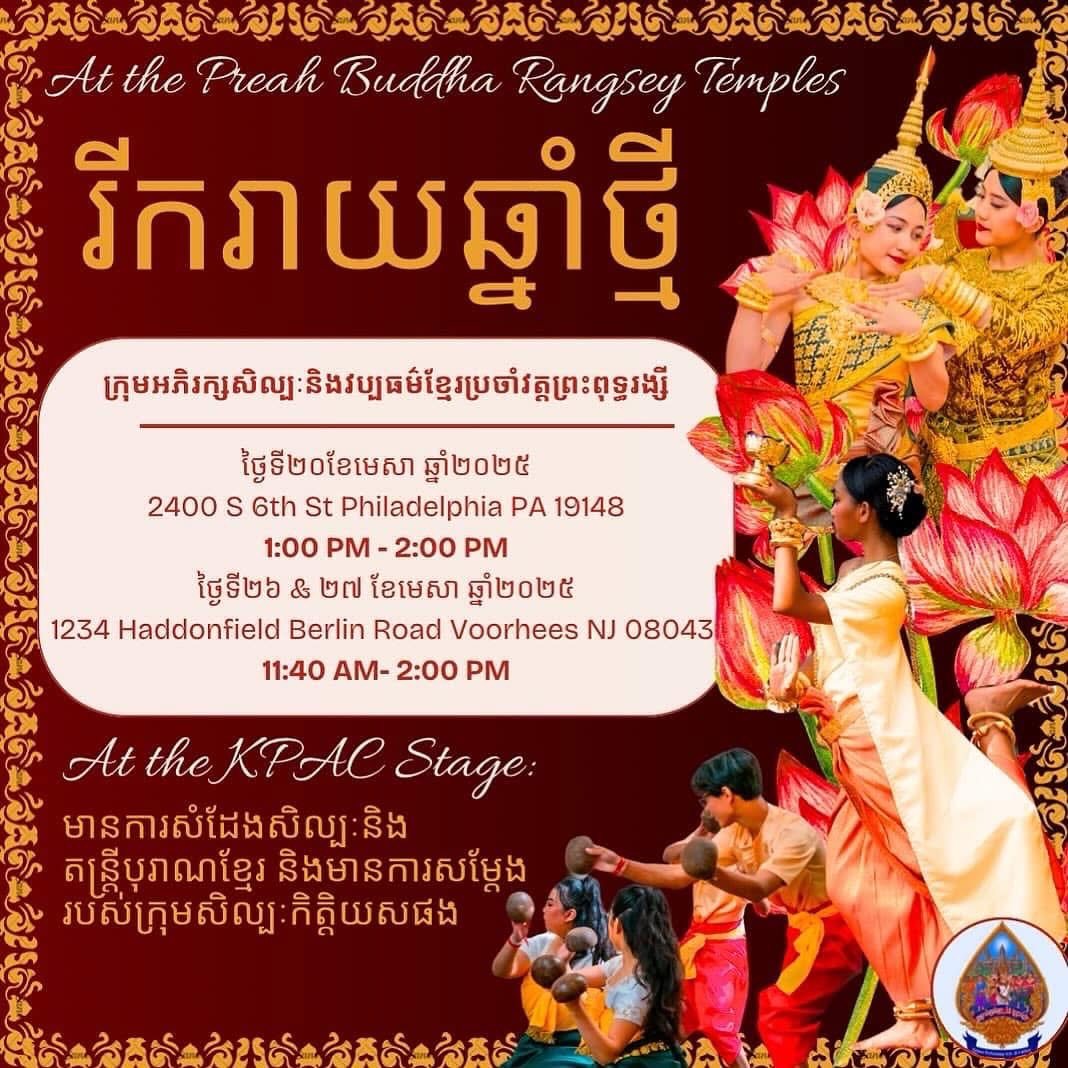 At the Preah Buddha Rangsey Temples
រីករាយឆ្នាំថ្មី
ក្រុមអភិរក្សសិល្បៈនិងវប្បធម៌ខ្មែរប្រចាំវត្តព្រះពុទ្ធរង្សី
ថ្ងៃទី២០ខែមេសា ឆ្នាំ២០២៥
2400 S 6th St Philadelphia PA 19148
1:00 PM - 2:00 PM
ថ្ងៃទី២៦ & ២៧ ខែមេសា ឆ្នាំ២០២៥
1234 Haddonfield Berlin Road Voorhees NJ 08043
11:40 AM- 2:00 PM
At the KPAC Stage:
មានការសំដែងសិល្បៈនិង
តន្ត្រីបុរាណខ្មែរ និងមានការសម្តែង
របស់ក្រុមសិល្បៈកិត្តិយសផង